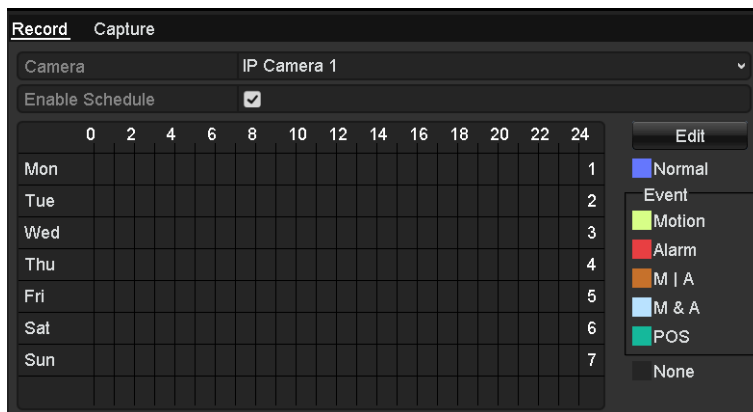 Record Capture
Camera IP Camera 1
Enable Schedule
0 2 4 6 8 10 12 14 16 18 20 22 24 Edit
Mon 1 Normal
Event
Tue 2 Motion
Wed 3 Alarm
Thu 4 M | A
Fri 5 M & A
Sat 6 POS
Sun 7 None